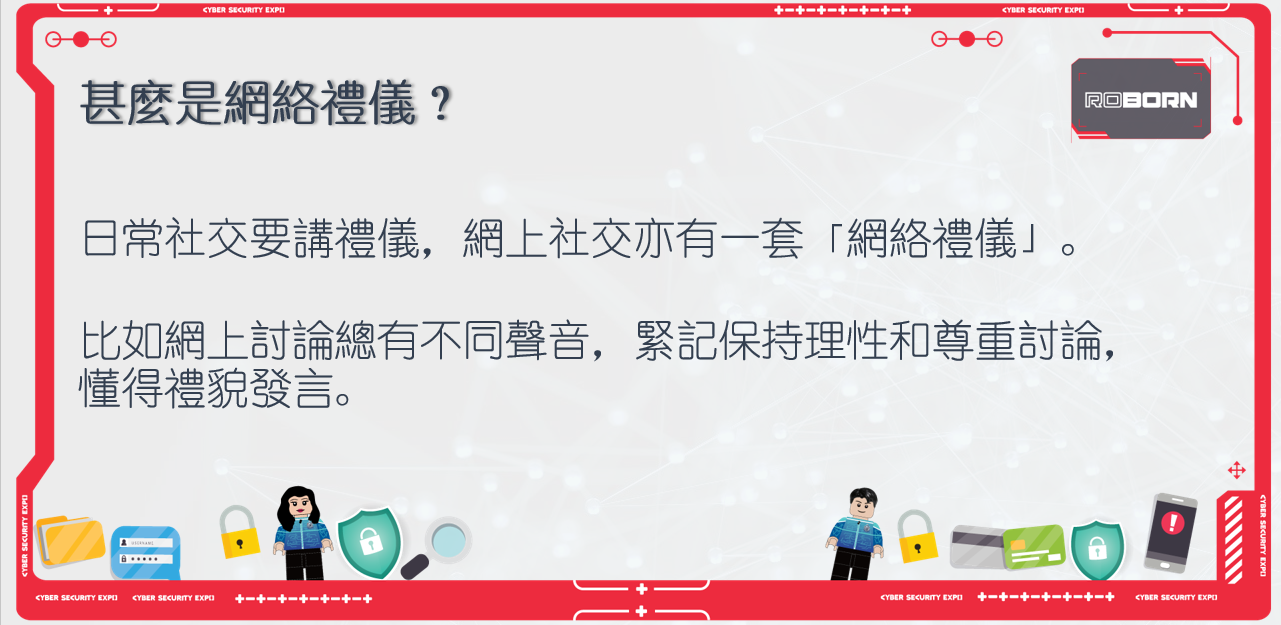 CYBER SECURITY EXPO
CYBER SECURITY EXPO
甚麼是網絡禮儀？
ROBORN
日常社交要講禮儀，網上社交亦有一套「網絡禮儀」。
比如網上討論總有不同聲音，緊記保持理性和尊重討論，
懂得禮貌發言。
CYBER SECURITY EXPO
CYBER SECURITY EXPO
USERNAME
CYBER SECURITY EXPO
CYBER SECURITY EXPO
CYBER SECURITY EXPO
CYBER SECURITY EXPO